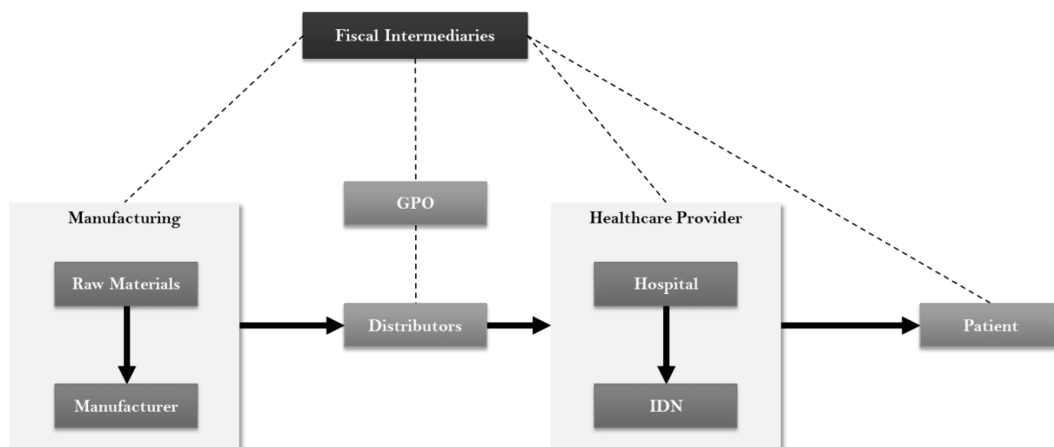 Fiscal Intermediaries
GPO
Manufacturing
Healthcare Provider
Raw Materials
Hospital
Distributors
Patient
Manufacturer
IDN